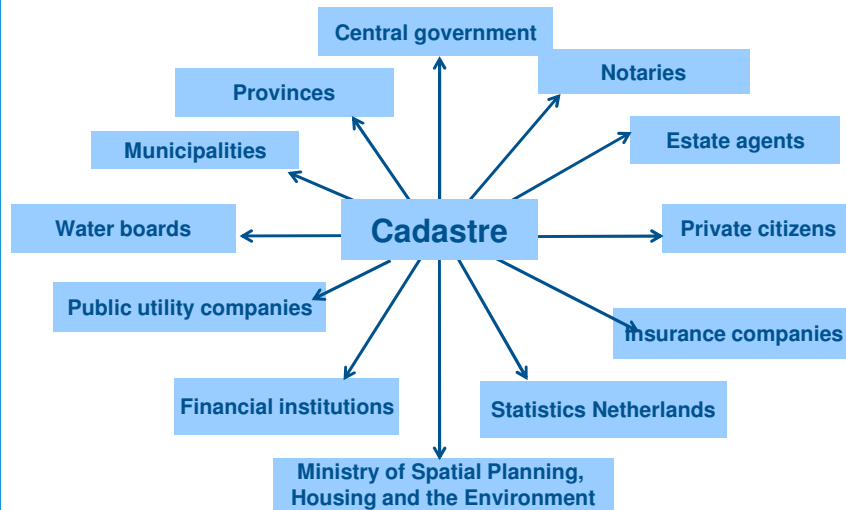 Central government
Notaries
Provinces
Estate agents
Municipalities
Cadastre
Water boards
Private citizens
Public utility companies
Insurance companies
Financial institutions
Statistics Netherlands
Ministry of Spatial Planning,
Housing and the Environment